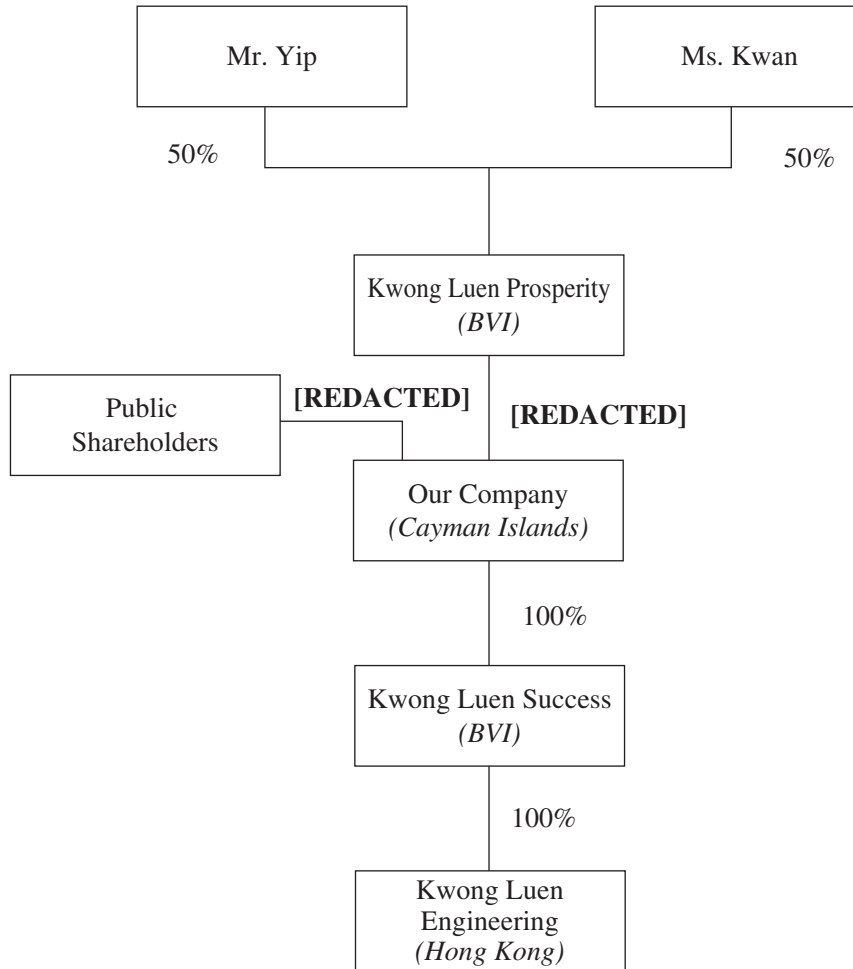 Mr. Yip
Ms. Kwan
50%
50%
Kwong Luen Prosperity
(BVI)
Public
Shareholders
[REDACTED]
[REDACTED]
Our Company
(Cayman Islands)
100%
Kwong Luen Success
(BVI)
100%
Kwong Luen
Engineering
(Hong Kong)